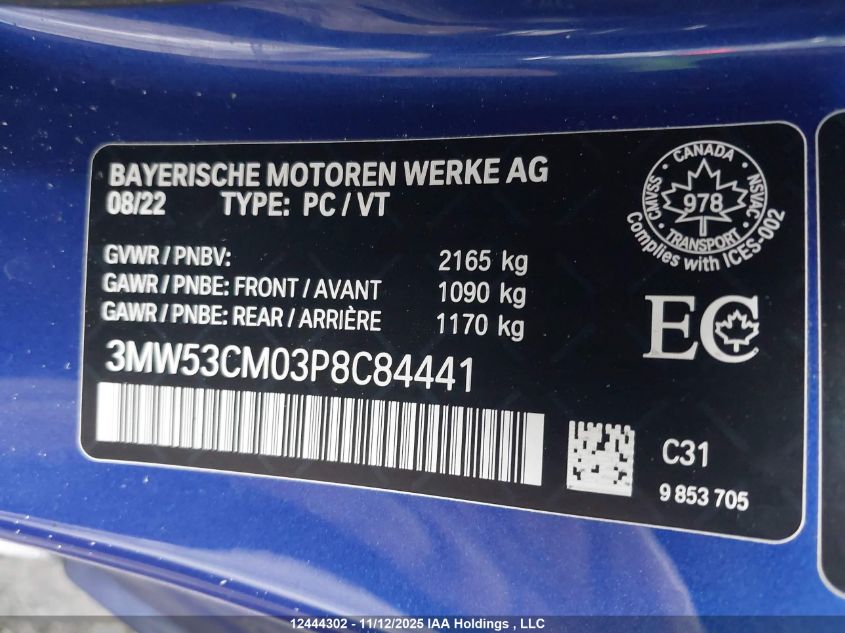 BAYERISCHE MOTOREN WERKE AG
08/22 TYPE: PC / VT
GVWR / PNBV: 2165 kg
GAWR / PNBE: FRONT / AVANT 1090 kg
GAWR / PNBE: REAR / ARRIÈRE 1170 kg
3MW53CM03P8C84441
CANADA
CMVSS 978 NSVAC
TRANSPORT
Complies with ICES-002
EC
C31
9 853 705
12444302 - 11/12/2025 IAA Holdings , LLC